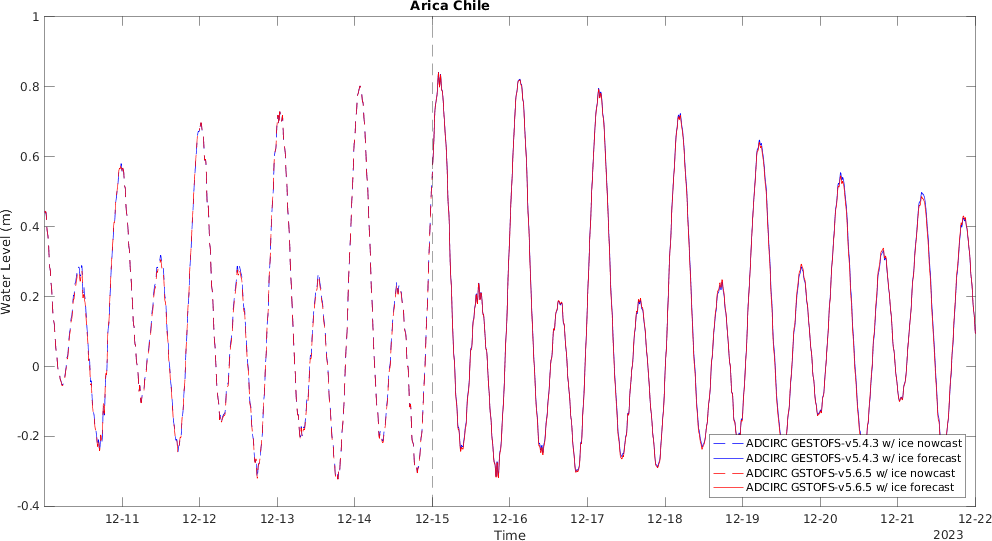 Arica Chile
1
0.8
0.6
0.4
0.2
0
-0.2
-0.4
Water Level (m)
ADCIRC GESTOFS-v5.4.3 w/ ice nowcast
ADCIRC GESTOFS-v5.4.3 w/ ice forecast
ADCIRC GSTOFS-v5.6.5 w/ ice nowcast
ADCIRC GSTOFS-v5.6.5 w/ ice forecast
12-11 12-12 12-13 12-14 12-15 12-16 12-17 12-18 12-19 12-20 12-21 12-22
Time
2023